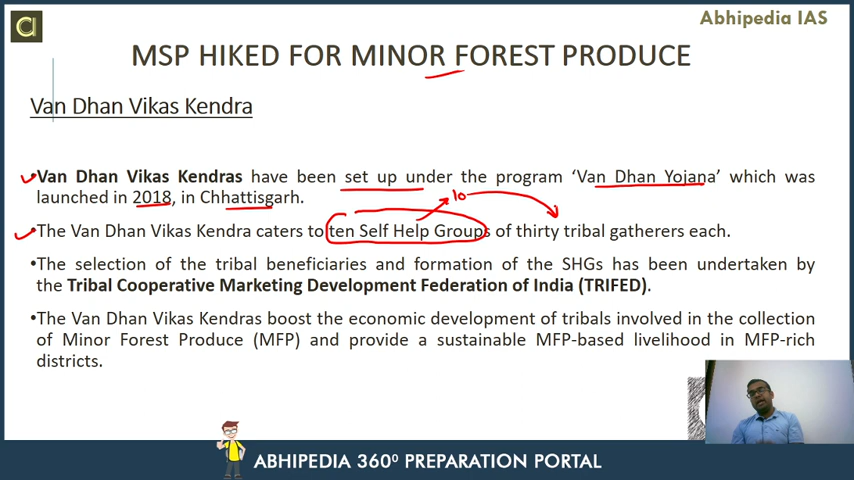 Abhipedia IAS
MSP HIKED FOR MINOR FOREST PRODUCE
Van Dhan Vikas Kendra
•Van Dhan Vikas Kendras have been set up under the program ‘Van Dhan Yojana’ which was
launched in 2018, in Chhattisgarh.
10
•The Van Dhan Vikas Kendra caters to ten Self Help Groups of thirty tribal gatherers each.
•The selection of the tribal beneficiaries and formation of the SHGs has been undertaken by
the Tribal Cooperative Marketing Development Federation of India (TRIFED).
•The Van Dhan Vikas Kendras boost the economic development of tribals involved in the collection
of Minor Forest Produce (MFP) and provide a sustainable MFP-based livelihood in MFP-rich
districts.
ABHIPEDIA 360⁰ PREPARATION PORTAL